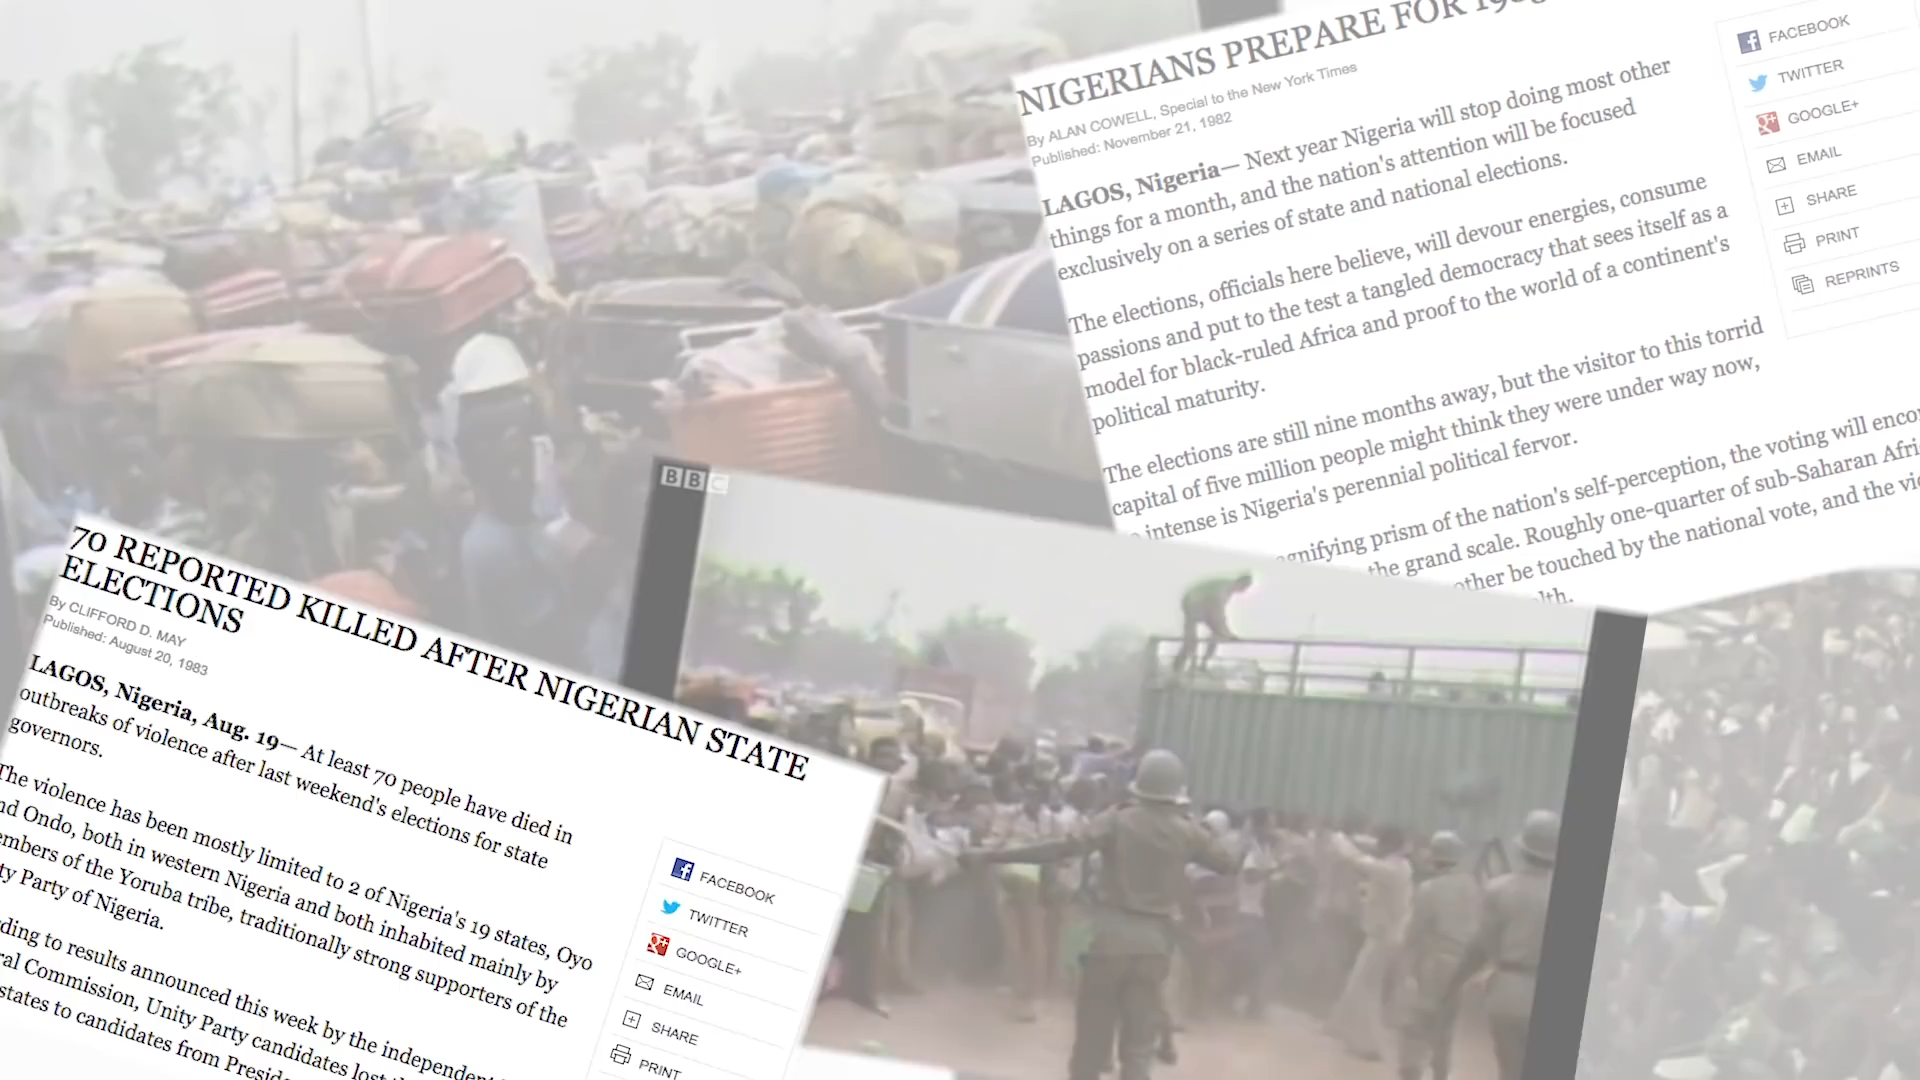 NIGERIANS PREPARE FOR
By ALAN COWELL, Special to the New York Times
Published: November 21, 1982
LAGOS, Nigeria— Next year Nigeria will stop doing most other
things for a month, and the nation's attention will be focused
exclusively on a series of state and national elections.
The elections, officials here believe, will devour energies, consume
passions and put to the test a tangled democracy that sees itself as a
model for black-ruled Africa and proof to the world of a continent's
political maturity.
The elections are still nine months away, but the visitor to this torrid
capital of five million people might think they were under way now,
intense is Nigeria's perennial political fervor.
prism of the nation's self-perception, the voting will
the grand scale. Roughly one-quarter of sub-Saharan
be touched by the national vote, and the
FACEBOOK
TWITTER
GOOGLE+
EMAIL
SHARE
PRINT
REPRINTS
BBC
70 REPORTED KILLED AFTER NIGERIAN STATE
ELECTIONS
By CLIFFORD D. MAY
Published: August 20, 1983
LAGOS, Nigeria, Aug. 19— At least 70 people have died in
outbreaks of violence after last weekend's elections for state
governors.
The violence has been mostly limited to 2 of Nigeria's 19 states, Oyo
Ondo, both in western Nigeria and both inhabited mainly by
of the Yoruba tribe, traditionally strong supporters of the
Party of Nigeria.
to results announced this week by the independent
Commission, Unity Party candidates lost
states to candidates from
FACEBOOK
TWITTER
GOOGLE+
EMAIL
SHARE
PRINT